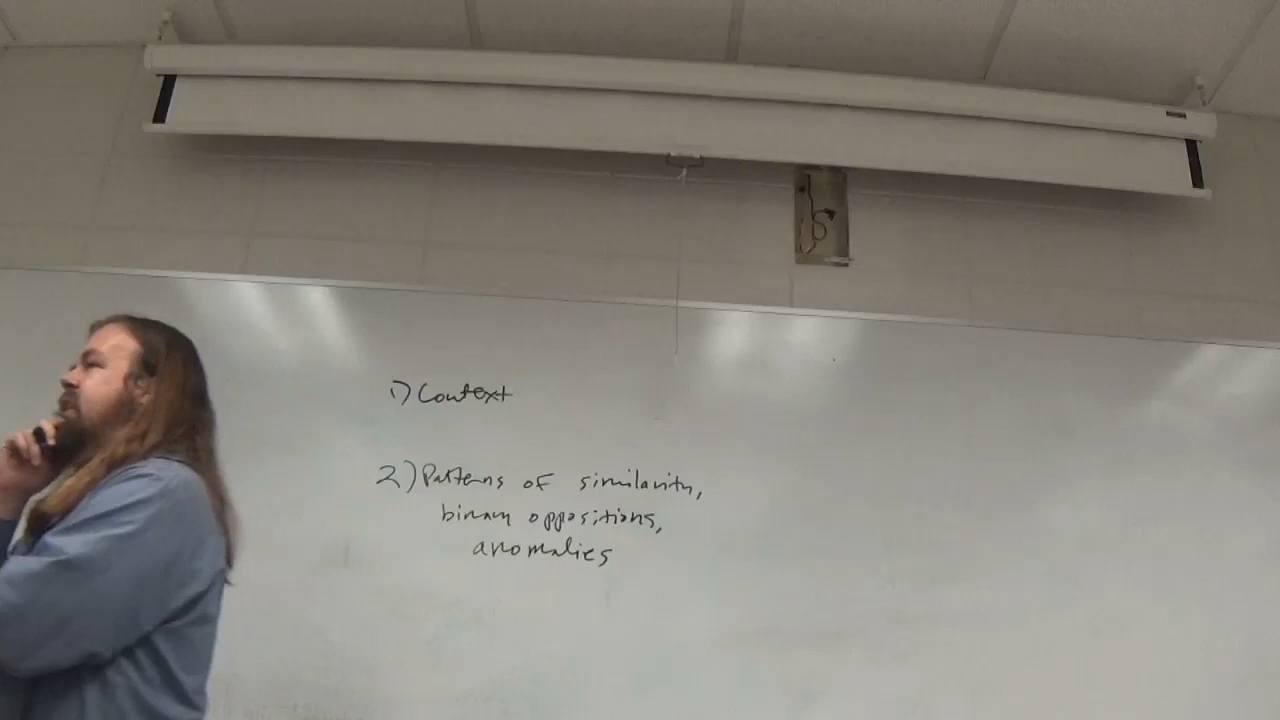 1) Context
2) Patterns of similarity,
binary oppositions,
anomalies